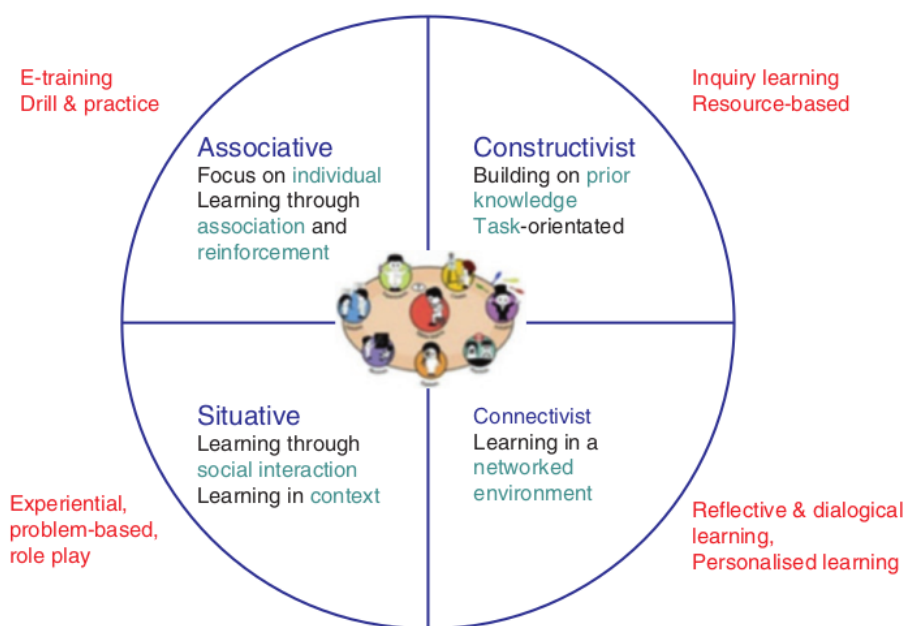 E-training
Drill & practice
Inquiry learning
Resource-based
Associative
Focus on individual
Learning through
association and
reinforcement
Constructivist
Building on prior
knowledge
Task-orientated
Situative
Learning through
social interaction
Learning in context
Connectivist
Learning in a
networked
environment
Experiential,
problem-based,
role play
Reflective & dialogical
learning,
Personalised learning